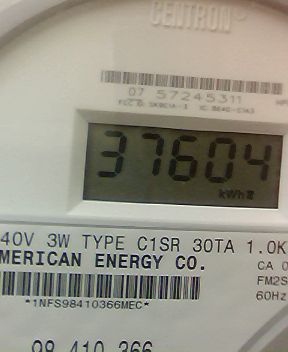 CENTRON®
07 57245311
37604
kWh
40V 3W TYPE C1SR 30TA 1.0K
MERICAN ENERGY CO.
CA 0
FM2S
60Hz
*1NFS98410366MEC*
98 410 366